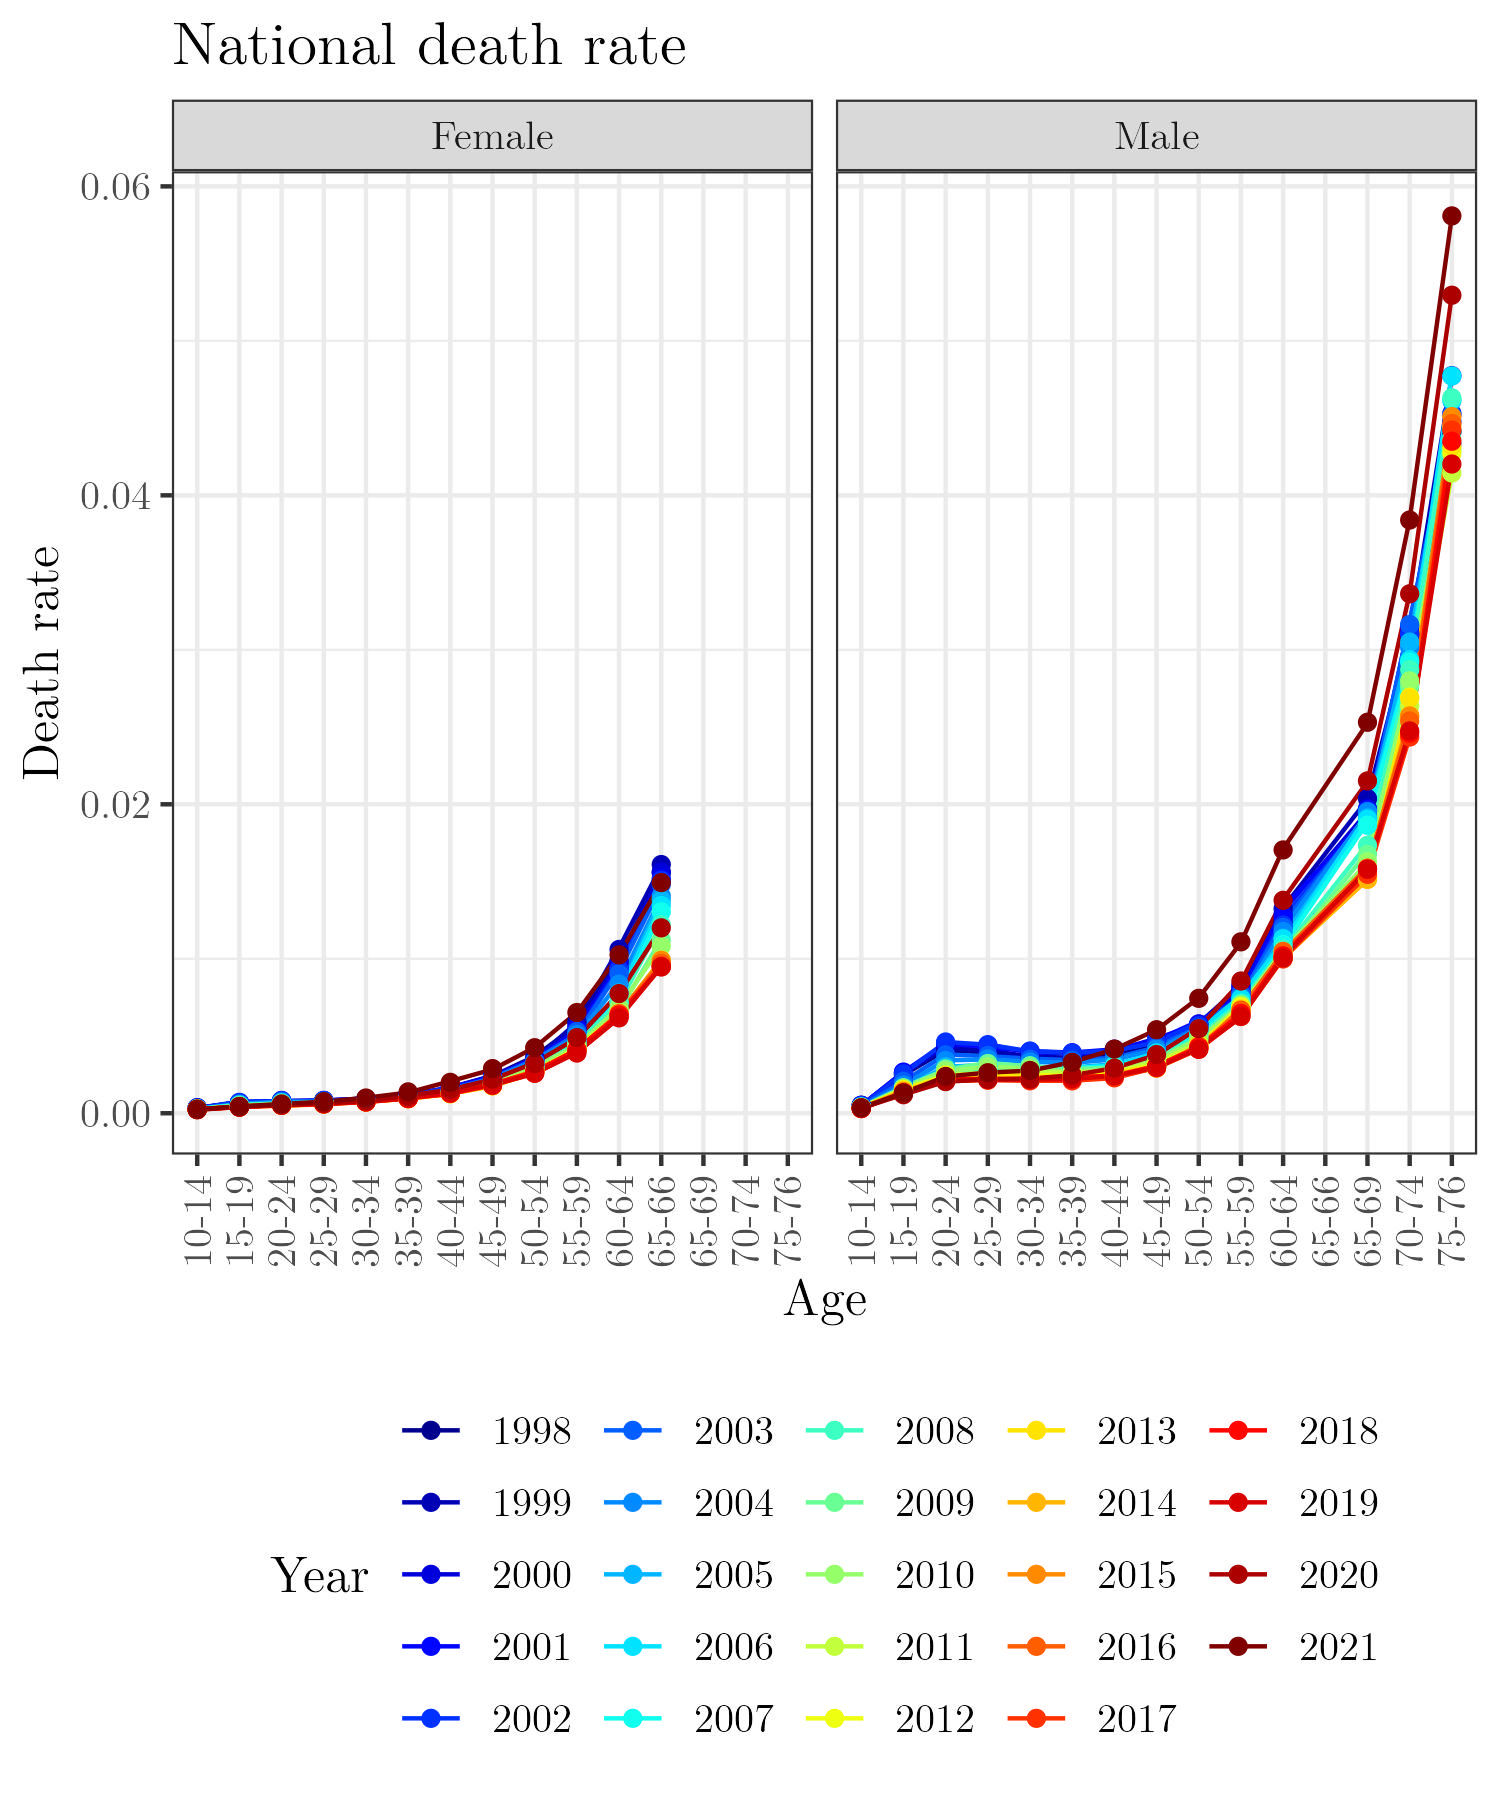 National death rate
Female
Male
0.06
0.04
0.02
0.00
Death rate
10-14 15-19 20-24 25-29 30-34 35-39 40-44 45-49 50-54 55-59 60-64 65-66 65-69 70-74 75-76
10-14 15-19 20-24 25-29 30-34 35-39 40-44 45-49 50-54 55-59 60-64 65-66 65-69 70-74 75-76
Age
Year
1998 2003 2008 2013 2018
1999 2004 2009 2014 2019
2000 2005 2010 2015 2020
2001 2006 2011 2016 2021
2002 2007 2012 2017